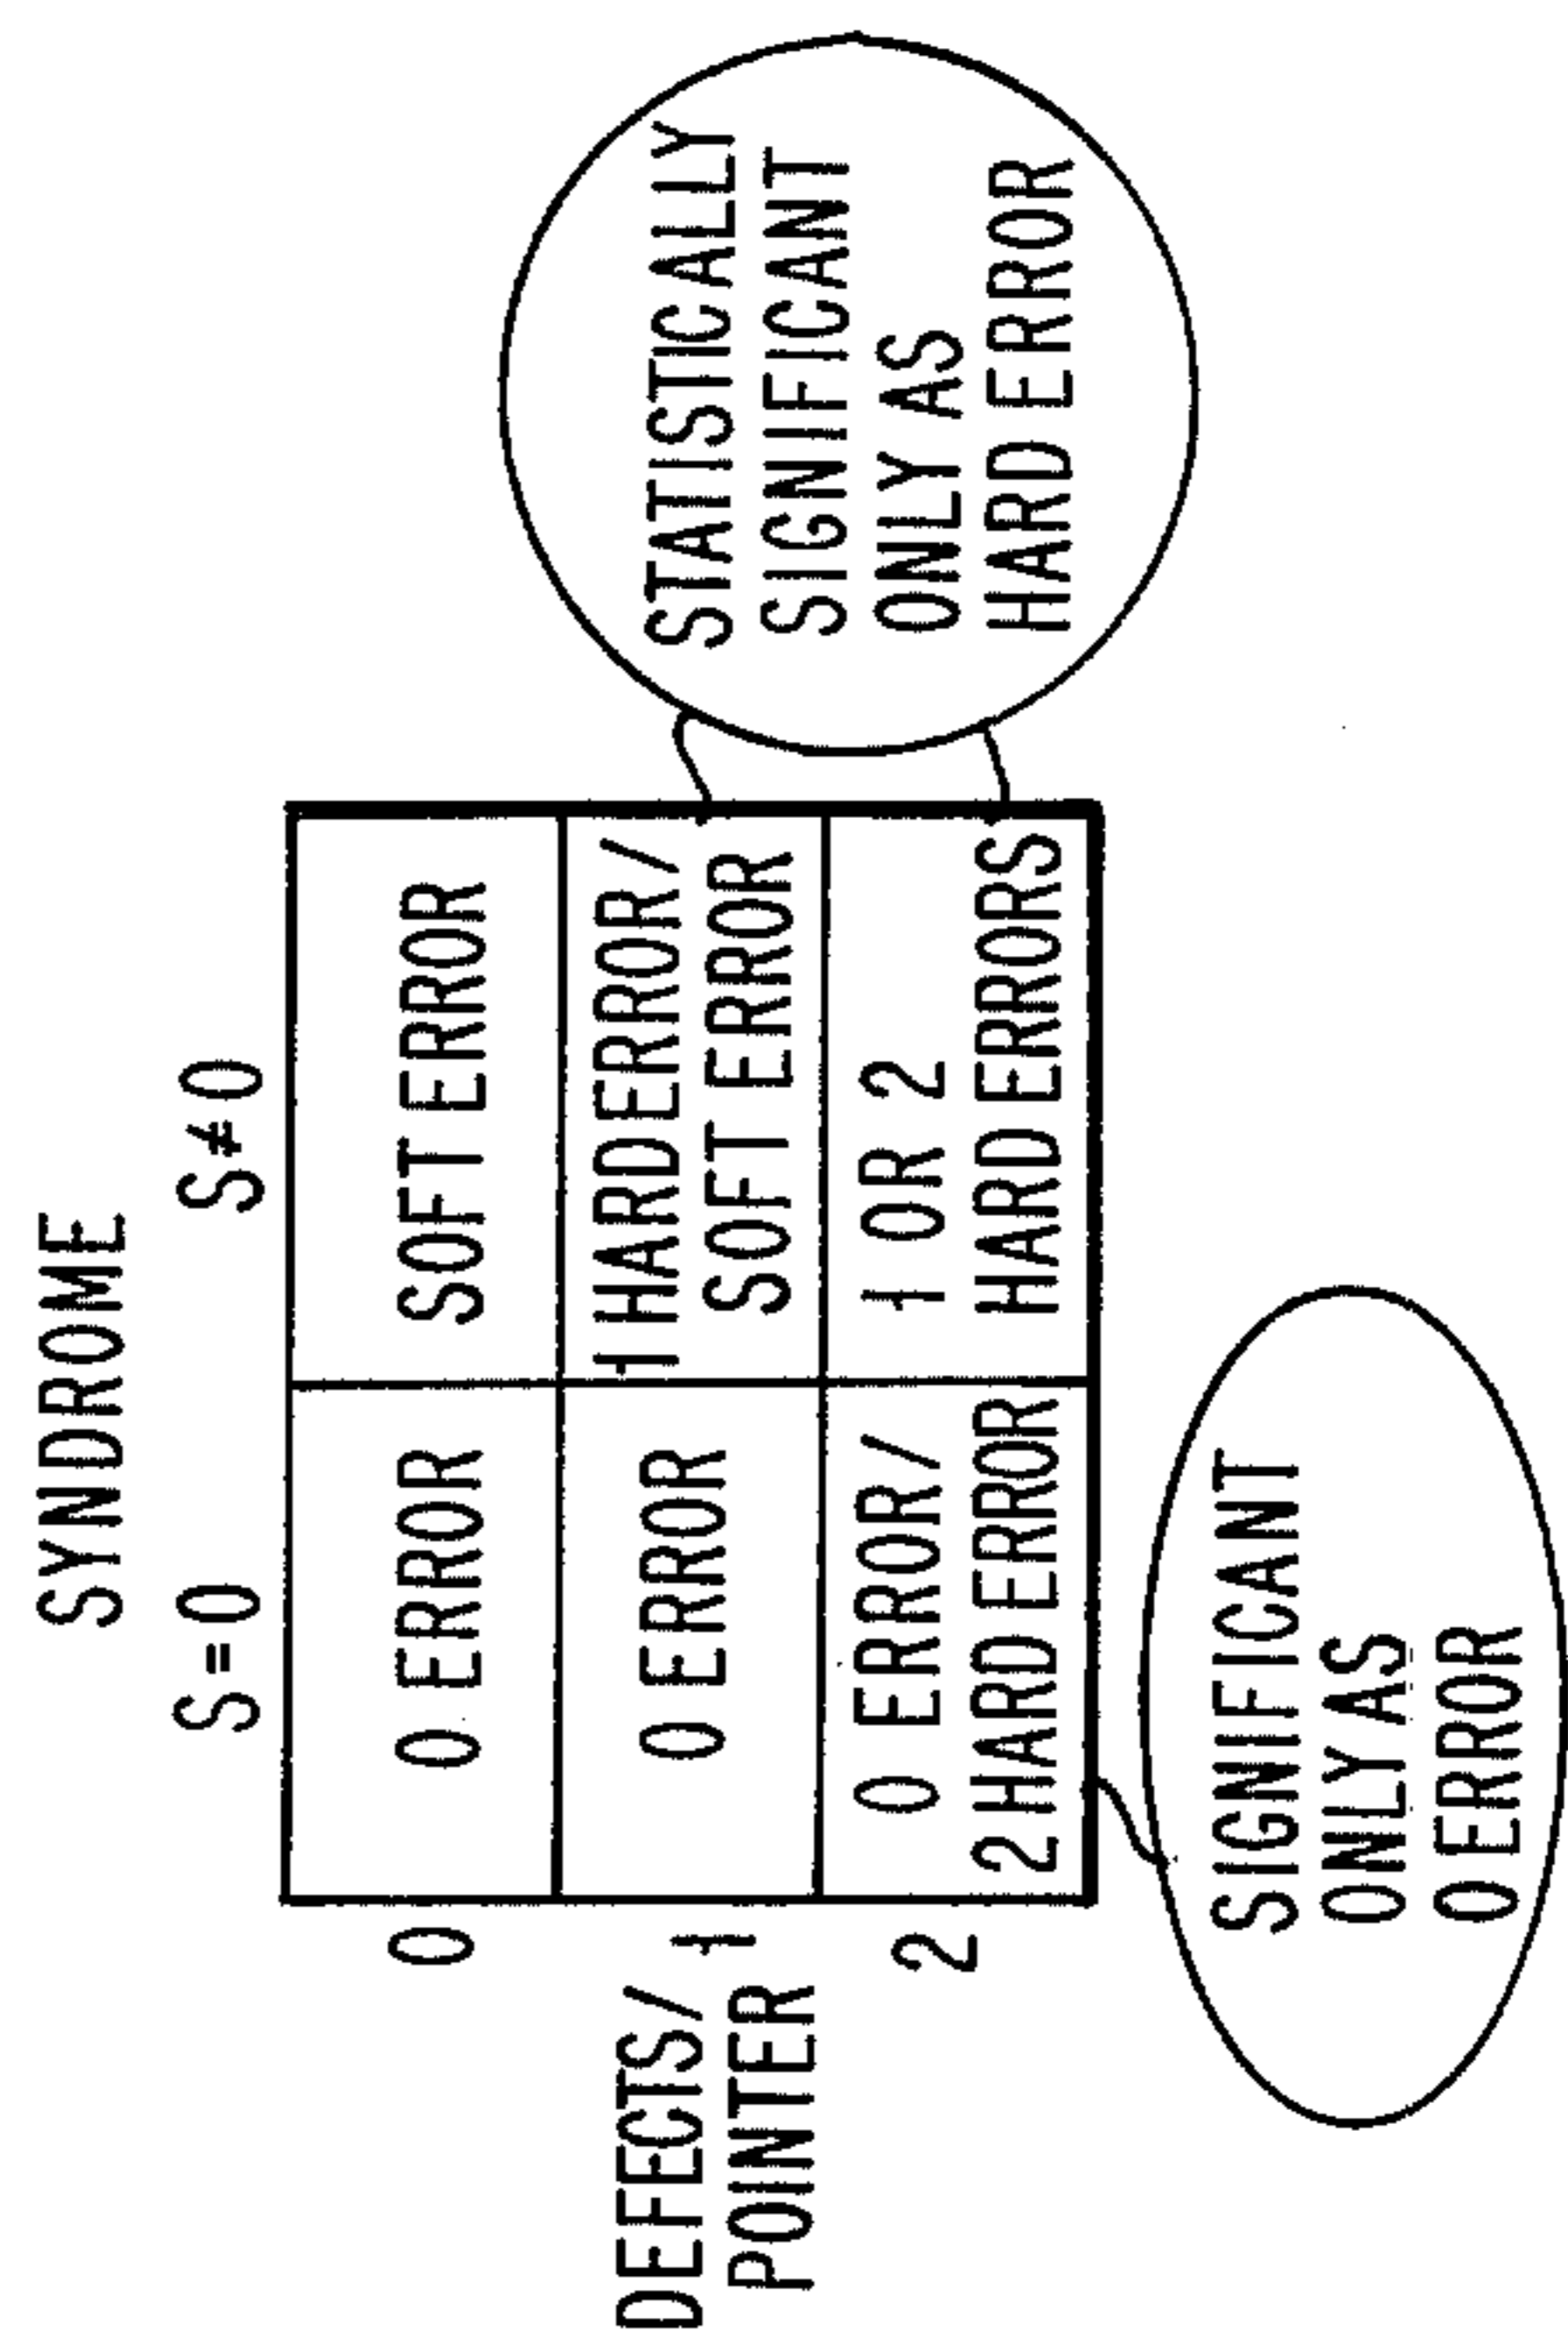 SYNDROME
S=0
S≠0
DEFECTS/
POINTER
0
0 ERROR
SOFT ERROR
1
0 ERROR
1 HARD ERROR/
SOFT ERROR
2
0 ERROR/
2 HARD ERROR
1 OR 2
HARD ERRORS
STATISTICALLY
SIGNIFICANT
ONLY AS
HARD ERROR
SIGNIFICANT
ONLY AS
0 ERROR